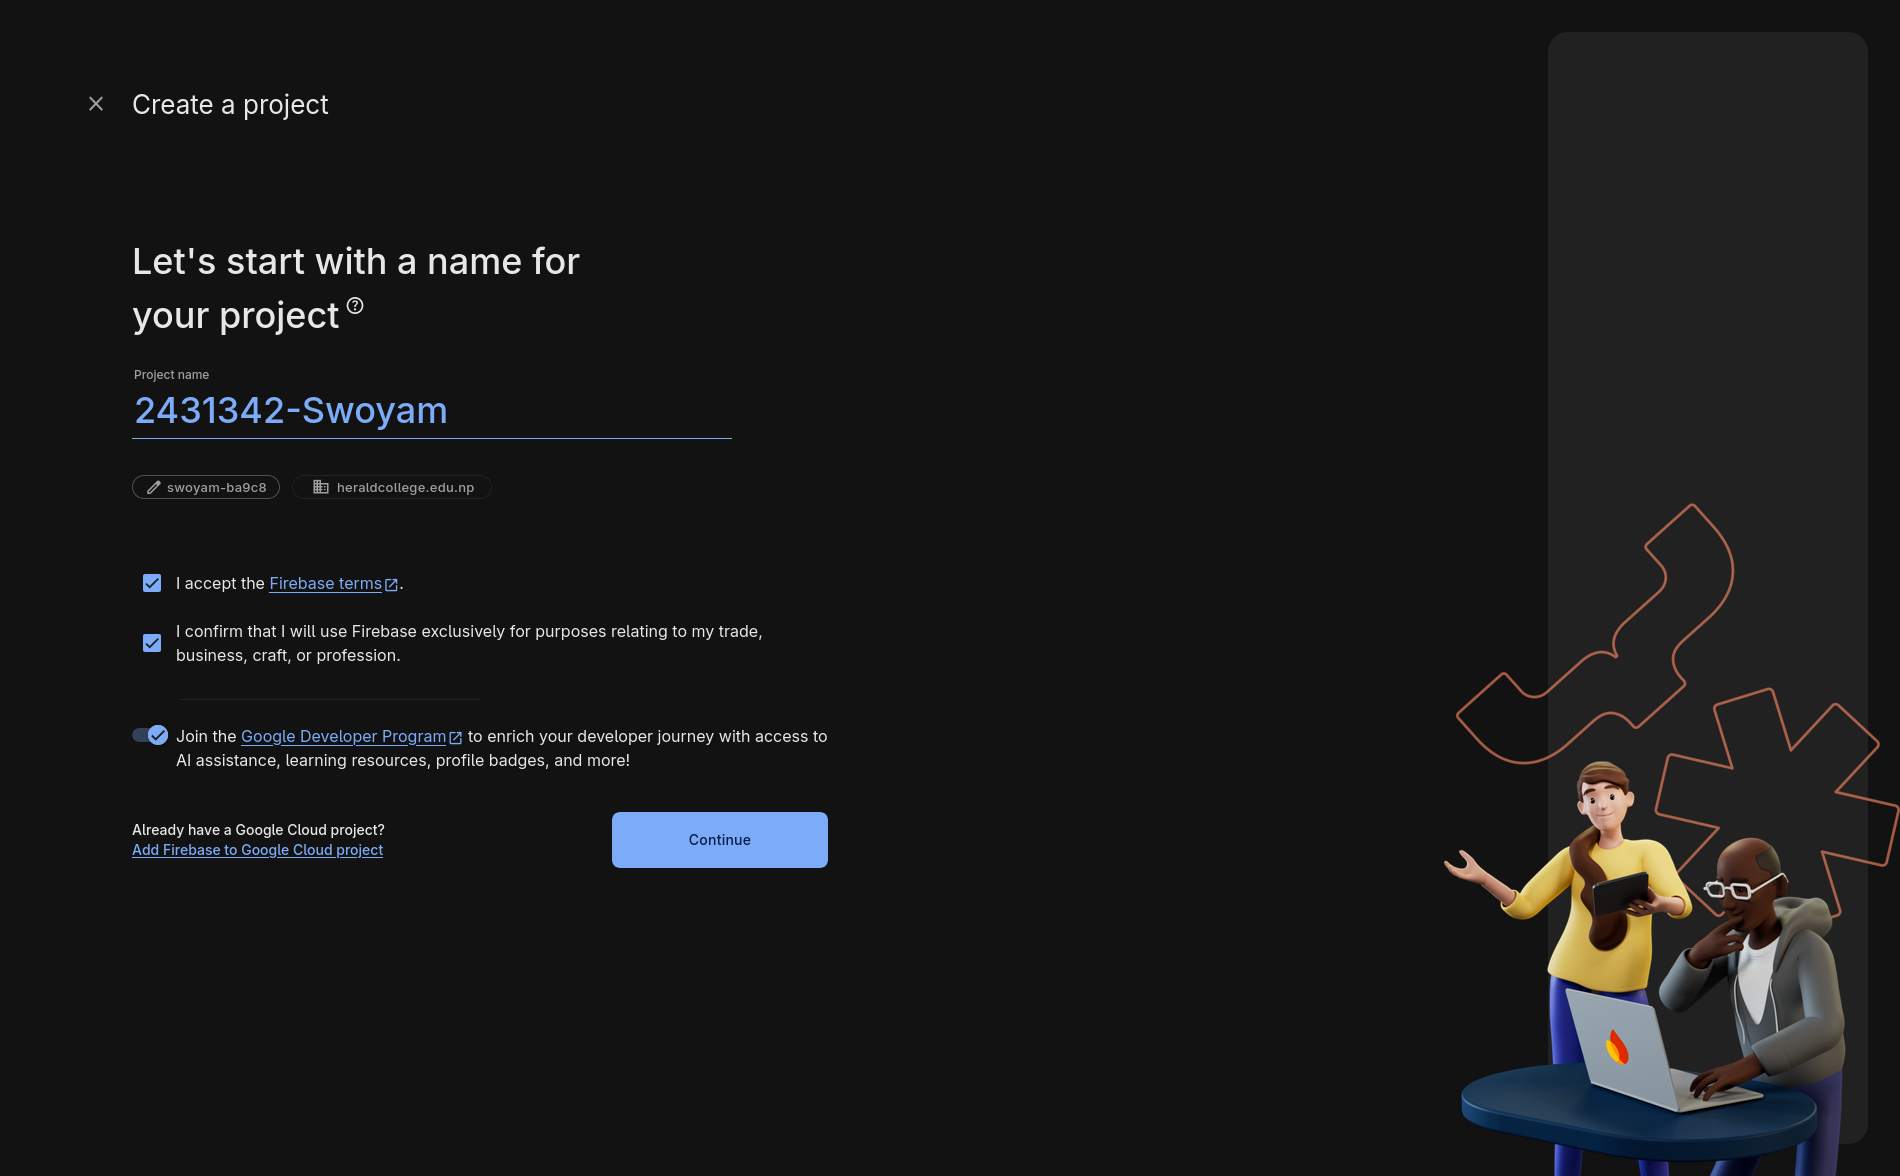 Create a project
Let's start with a name for
your project
Project name
2431342-Swoyam
swoyam-ba9c8
heraldcollege.edu.np
I accept the Firebase terms.
I confirm that I will use Firebase exclusively for purposes relating to my trade,
business, craft, or profession.
Join the Google Developer Program to enrich your developer journey with access to
AI assistance, learning resources, profile badges, and more!
Already have a Google Cloud project?
Add Firebase to Google Cloud project
Continue